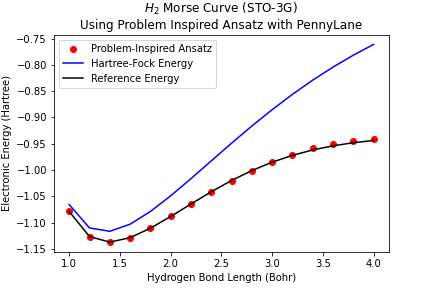 H₂ Morse Curve (STO-3G)
Using Problem Inspired Ansatz with PennyLane
Problem-Inspired Ansatz
Hartree-Fock Energy
Reference Energy
Electronic Energy (Hartree)
−0.75
−0.80
−0.85
−0.90
−0.95
−1.00
−1.05
−1.10
−1.15
1.0 1.5 2.0 2.5 3.0 3.5 4.0
Hydrogen Bond Length (Bohr)